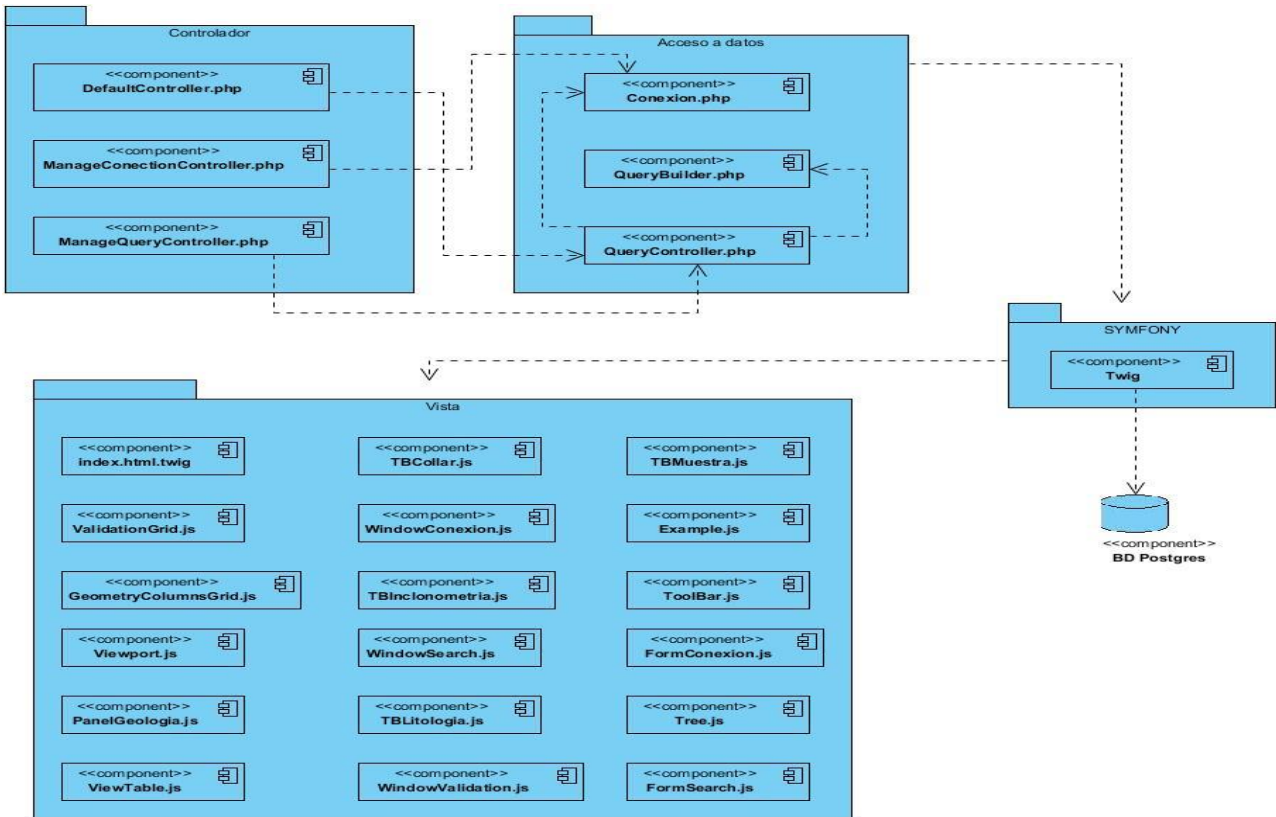 Controlador
<<component>>
DefaultController.php
<<component>>
ManageConectionController.php
<<component>>
ManageQueryController.php
Acceso a datos
<<component>>
Conexion.php
<<component>>
QueryBuilder.php
<<component>>
QueryController.php
SYMFONY
<<component>>
Twig
<<component>>
BD Postgres
Vista
<<component>>
index.html.twig
<<component>>
TBCollar.js
<<component>>
TBMuestra.js
<<component>>
ValidationGrid.js
<<component>>
WindowConexion.js
<<component>>
Example.js
<<component>>
GeometryColumnsGrid.js
<<component>>
TBInclonometria.js
<<component>>
ToolBar.js
<<component>>
Viewport.js
<<component>>
WindowSearch.js
<<component>>
FormConexion.js
<<component>>
PanelGeologia.js
<<component>>
TBLitologia.js
<<component>>
Tree.js
<<component>>
ViewTable.js
<<component>>
WindowValidation.js
<<component>>
FormSearch.js